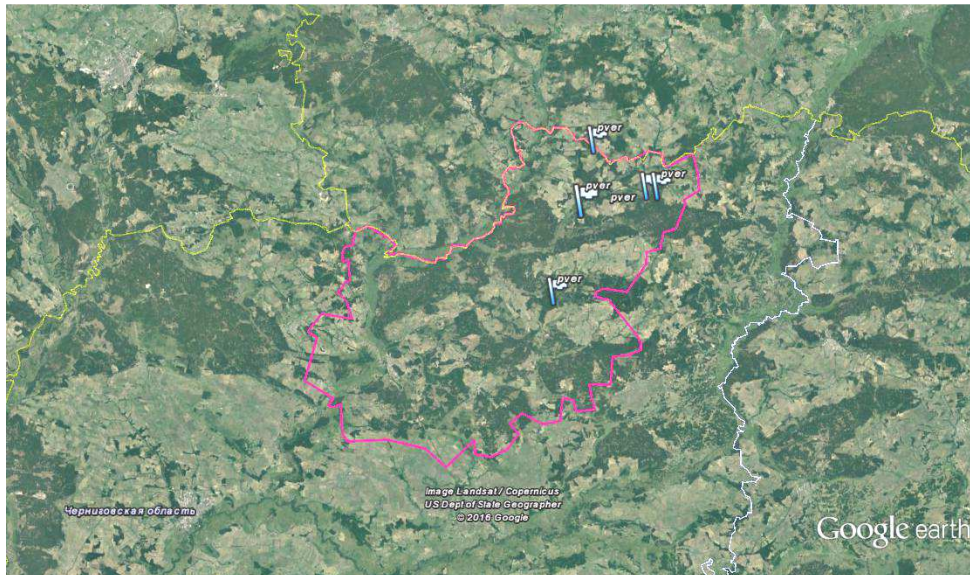 pver
pver
pver pver
pver
Черниговская область
Image Landsat / Copernicus
US Dept of State Geographer
© 2016 Google
Google earth